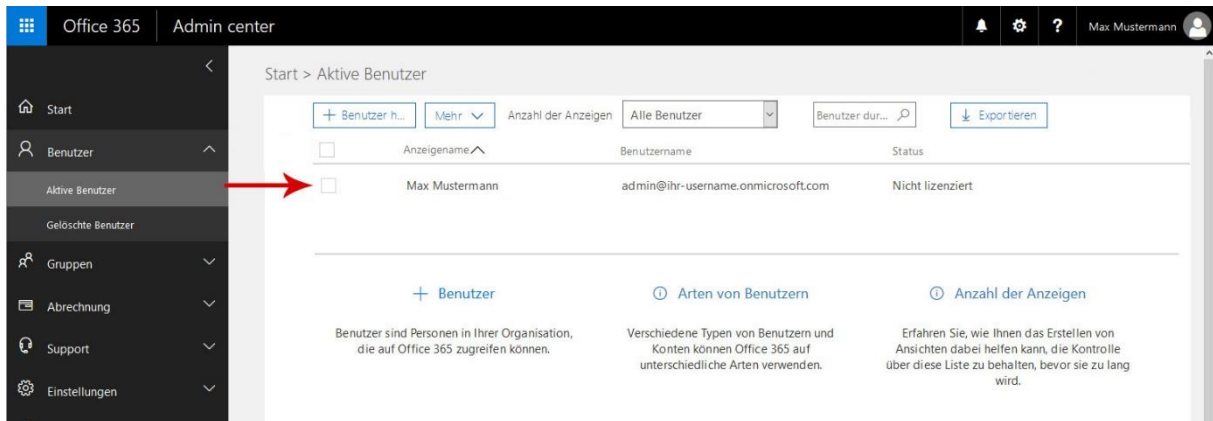 Office 365 Admin center ? Max Mustermann
Start > Aktive Benutzer
Start
Benutzer
Aktive Benutzer
Gelöschte Benutzer
Gruppen
Abrechnung
Support
Einstellungen
+ Benutzer h... Mehr Anzahl der Anzeigen Alle Benutzer Benutzer dur... Exportieren
Anzeigename Benutzername Status
Max Mustermann admin@ihr-username.onmicrosoft.com Nicht lizenziert
+ Benutzer
Benutzer sind Personen in Ihrer Organisation,
die auf Office 365 zugreifen können.
Arten von Benutzern
Verschiedene Typen von Benutzern und
Konten können Office 365 auf
unterschiedliche Arten verwenden.
Anzahl der Anzeigen
Erfahren Sie, wie Ihnen das Erstellen von
Ansichten dabei helfen kann, die Kontrolle
über diese Liste zu behalten, bevor sie zu lang
wird.